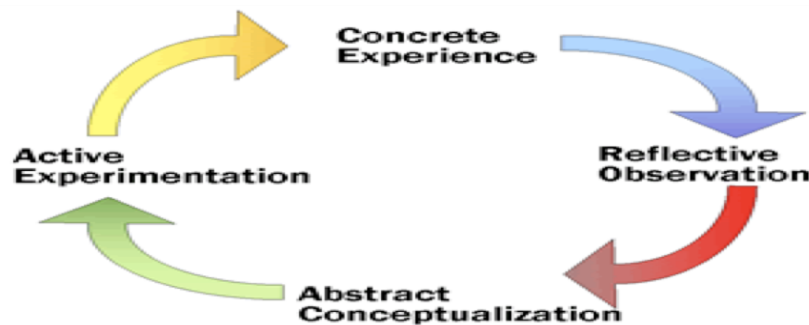 Concrete
Experience
Reflective
Observation
Abstract
Conceptualization
Active
Experimentation